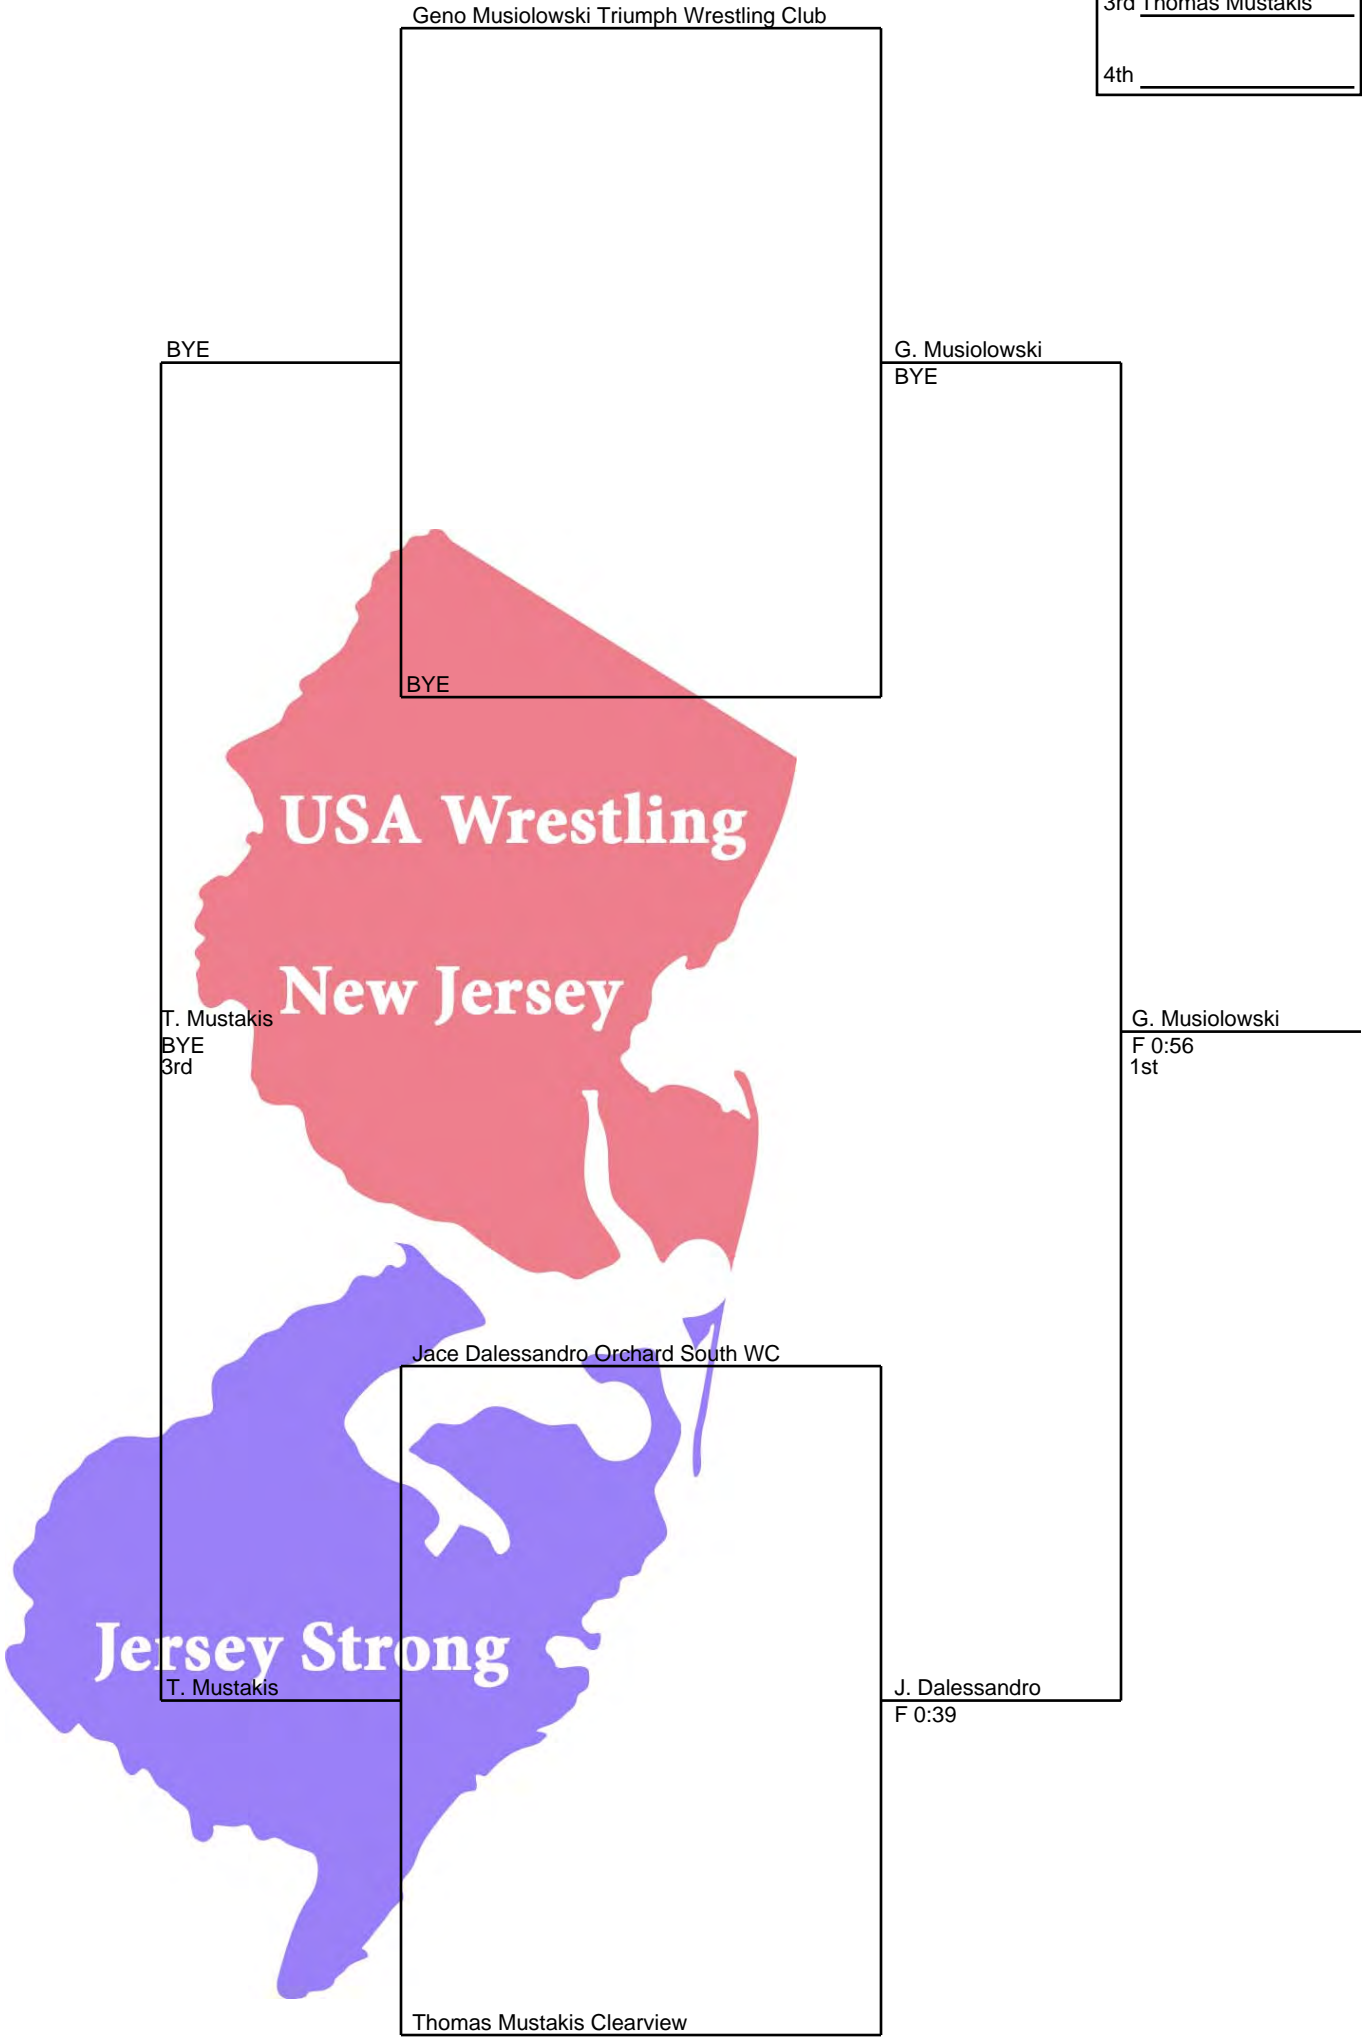 3rd Thomas Mustakis
Geno Musiolowski Triumph Wrestling Club
4th
BYE
G. Musiolowski
BYE
BYE
USA Wrestling
New Jersey
T. Mustakis
BYE
3rd
G. Musiolowski
F 0:56
1st
Jace Dalessandro Orchard South WC
Jersey Strong
T. Mustakis
J. Dalessandro
F 0:39
Thomas Mustakis Clearview